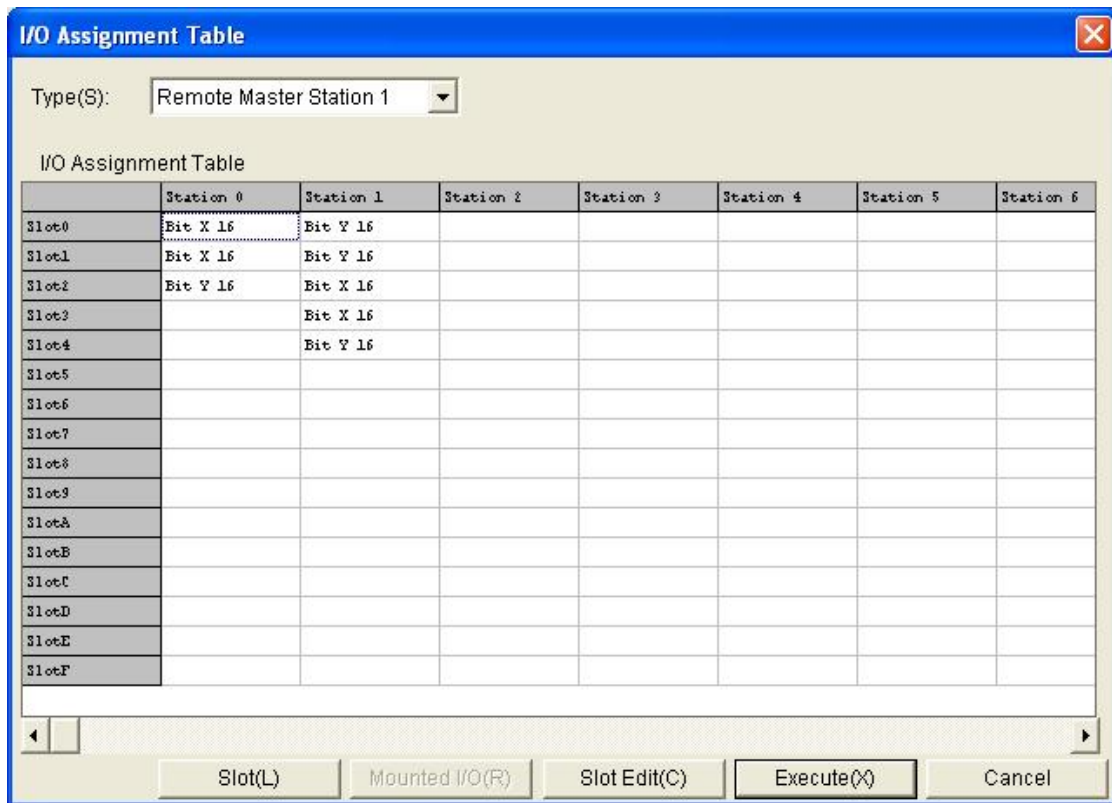 I/O Assignment Table
Type(S): Remote Master Station 1
I/O Assignment Table
Station 0 Station 1 Station 2 Station 3 Station 4 Station 5 Station 6
Slot0 Bit X 16 Bit Y 16
Slot1 Bit X 16 Bit Y 16
Slot2 Bit Y 16 Bit X 16
Slot3 Bit X 16
Slot4 Bit Y 16
Slot5
Slot6
Slot7
Slot8
Slot9
SlotA
SlotB
SlotC
SlotD
SlotE
SlotF
Slot(L) Mounted I/O(R) Slot Edit(C) Execute(X) Cancel